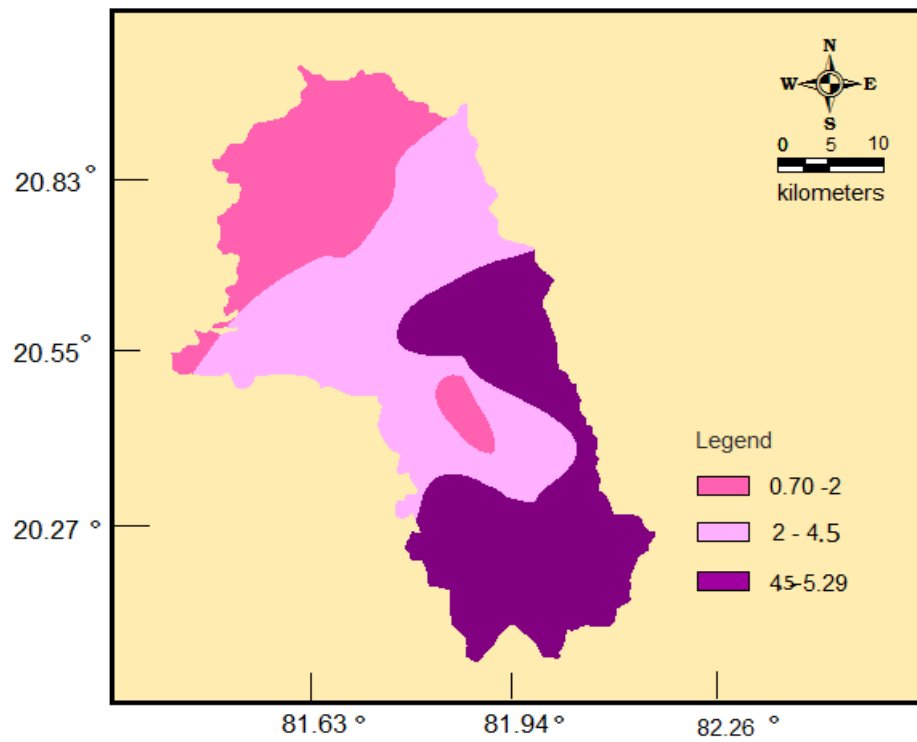 N
W E
S
0 5 10
kilometers
20.83°
20.55°
20.27 °
Legend
0.70 -2
2 - 4.5
45-5.29
81.63 °
81.94 °
82.26 °